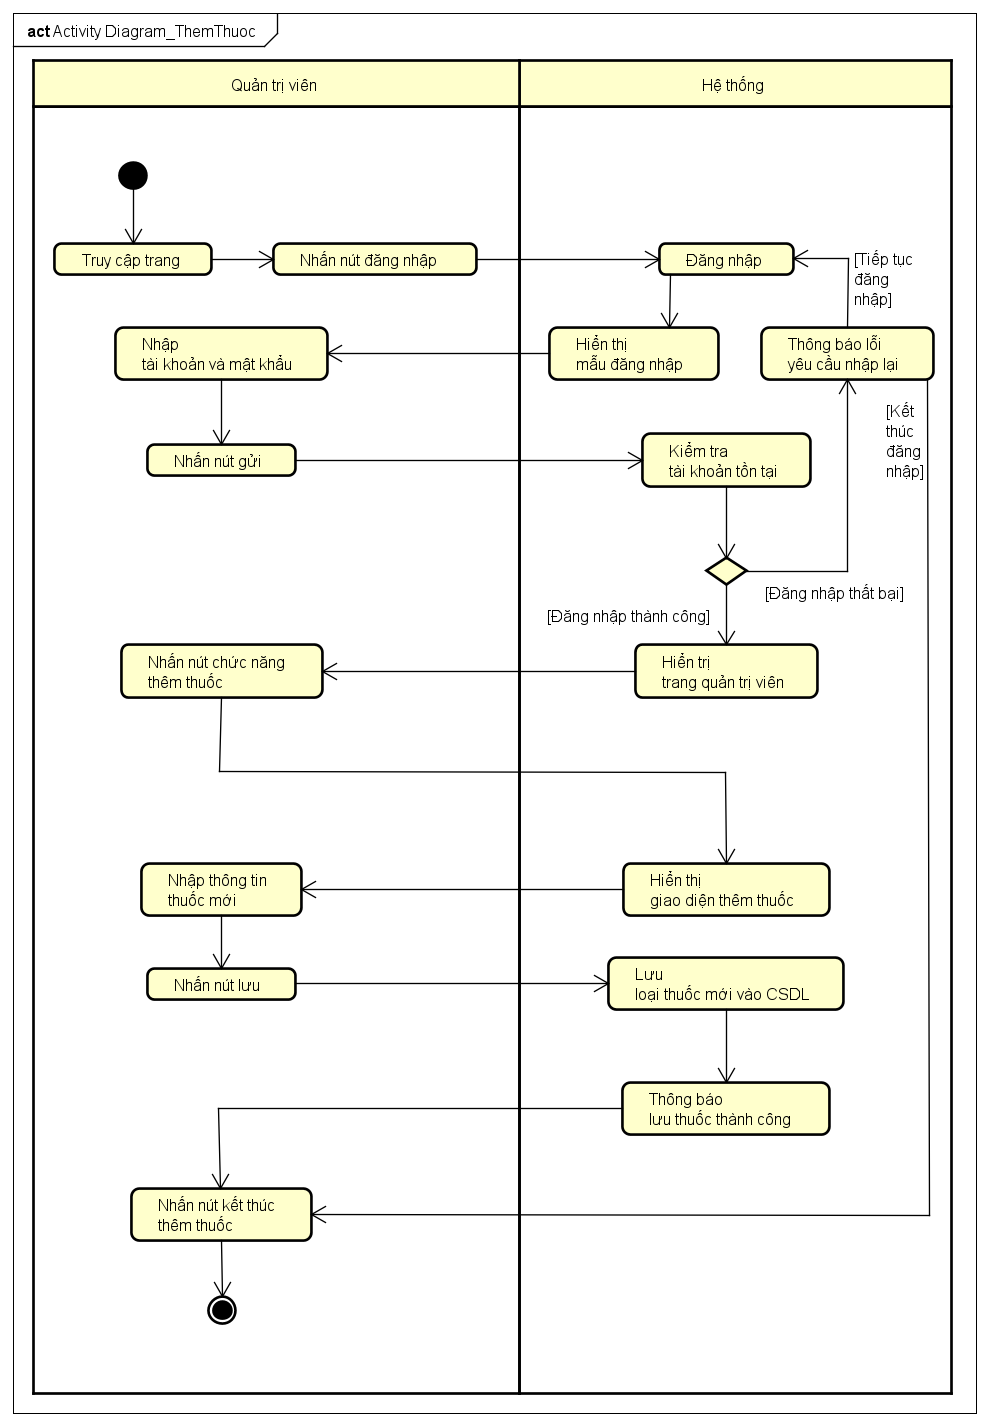 act Activity Diagram_ThemThuoc
Quản trị viên
Hệ thống
Truy cập trang
Nhấn nút đăng nhập
Đăng nhập
[Tiếp tục
đăng
nhập]
Nhập
tài khoản và mật khẩu
Hiển thị
mẫu đăng nhập
Thông báo lỗi
yêu cầu nhập lại
[Kết
thúc
đăng
nhập]
Nhấn nút gửi
Kiểm tra
tài khoản tồn tại
[Đăng nhập thất bại]
[Đăng nhập thành công]
Nhấn nút chức năng
thêm thuốc
Hiển trị
trang quản trị viên
Nhập thông tin
thuốc mới
Hiển thị
giao diện thêm thuốc
Nhấn nút lưu
Lưu
loại thuốc mới vào CSDL
Thông báo
lưu thuốc thành công
Nhấn nút kết thúc
thêm thuốc